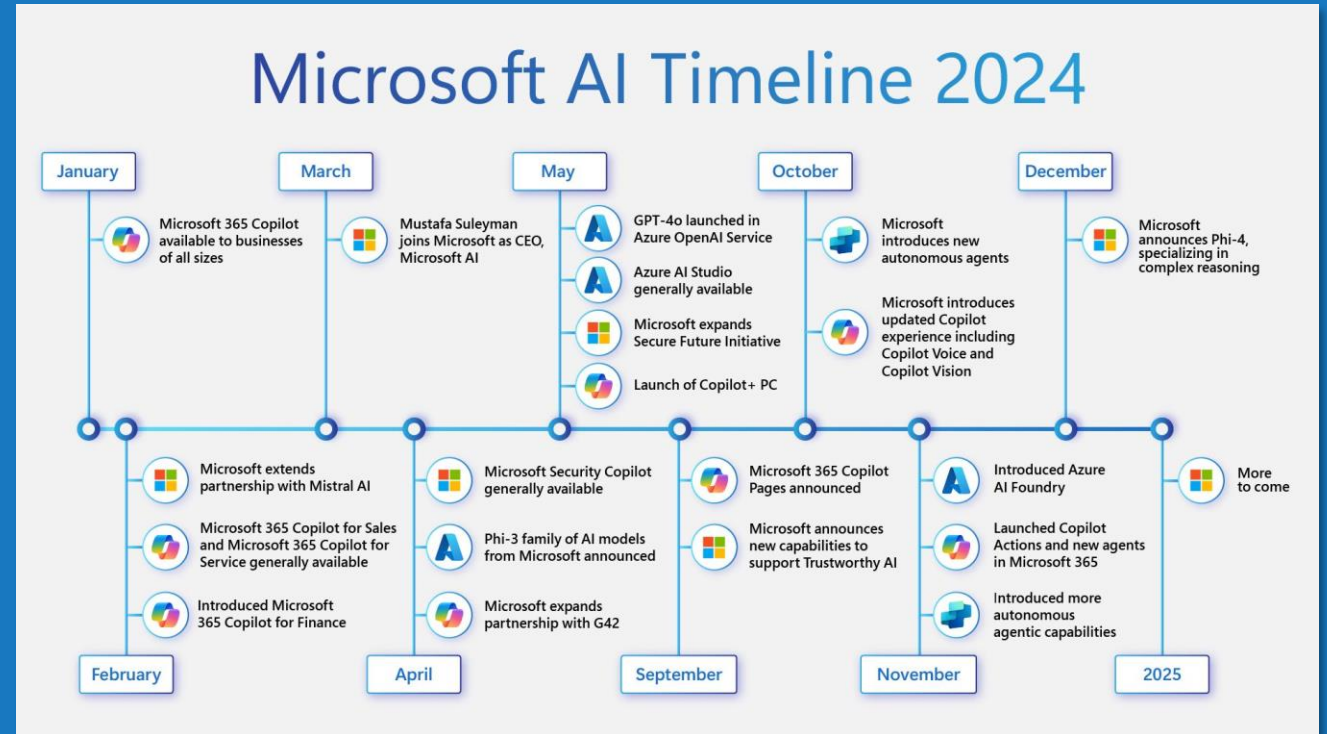 Microsoft AI Timeline 2024
January
Microsoft 365 Copilot
available to businesses
of all sizes
March
Mustafa Suleyman
joins Microsoft as CEO,
Microsoft AI
May
GPT-4o launched in
Azure OpenAI Service
Azure AI Studio
generally available
Microsoft expands
Secure Future Initiative
Launch of Copilot+ PC
October
Microsoft
introduces new
autonomous agents
Microsoft introduces
updated Copilot
experience including
Copilot Voice and
Copilot Vision
December
Microsoft
announces Phi-4,
specializing in
complex reasoning
Microsoft extends
partnership with Mistral AI
Microsoft 365 Copilot for Sales
and Microsoft 365 Copilot for
Service generally available
Introduced Microsoft
365 Copilot for Finance
February
Microsoft Security Copilot
generally available
Phi-3 family of AI models
from Microsoft announced
Microsoft expands
partnership with G42
April
Microsoft 365 Copilot
Pages announced
Microsoft announces
new capabilities to
support Trustworthy AI
September
Introduced Azure
AI Foundry
Launched Copilot
Actions and new agents
in Microsoft 365
Introduced more
autonomous
agentic capabilities
November
More
to come
2025